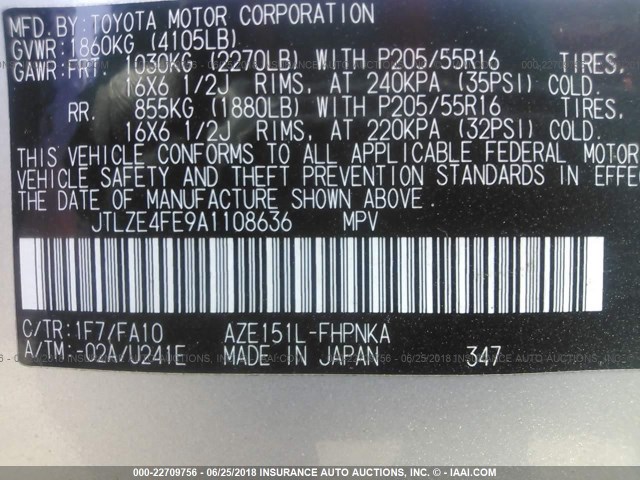 MFD.BY:TOYOTA MOTOR CORPORATION
GVWR:1860KG (4105LB)
GAWR:FRT. 1030KG (2270LB) WITH P205/55R16 TIRES,
16X6 1/2J RIMS, AT 240KPA (35PSI) COLD.
RR. 855KG (1880LB) WITH P205/55R16 TIRES,
16X6 1/2J RIMS, AT 220KPA (32PSI) COLD.
THIS VEHICLE CONFORMS TO ALL APPLICABLE FEDERAL MOTOR
VEHICLE SAFETY AND THEFT PREVENTION STANDARDS IN EFFE
THE DATE OF MANUFACTURE SHOWN ABOVE.
JTLZE4FE9A1108636 MPV
C/TR:1F7/FA10 AZE151L-FHPNKA
A/TM:-02A/U241E MADE IN JAPAN 347
000-22709756 - 06/25/2018 - INSURANCE AUTO AUCTIONS, INC. - © - IAAI.COM